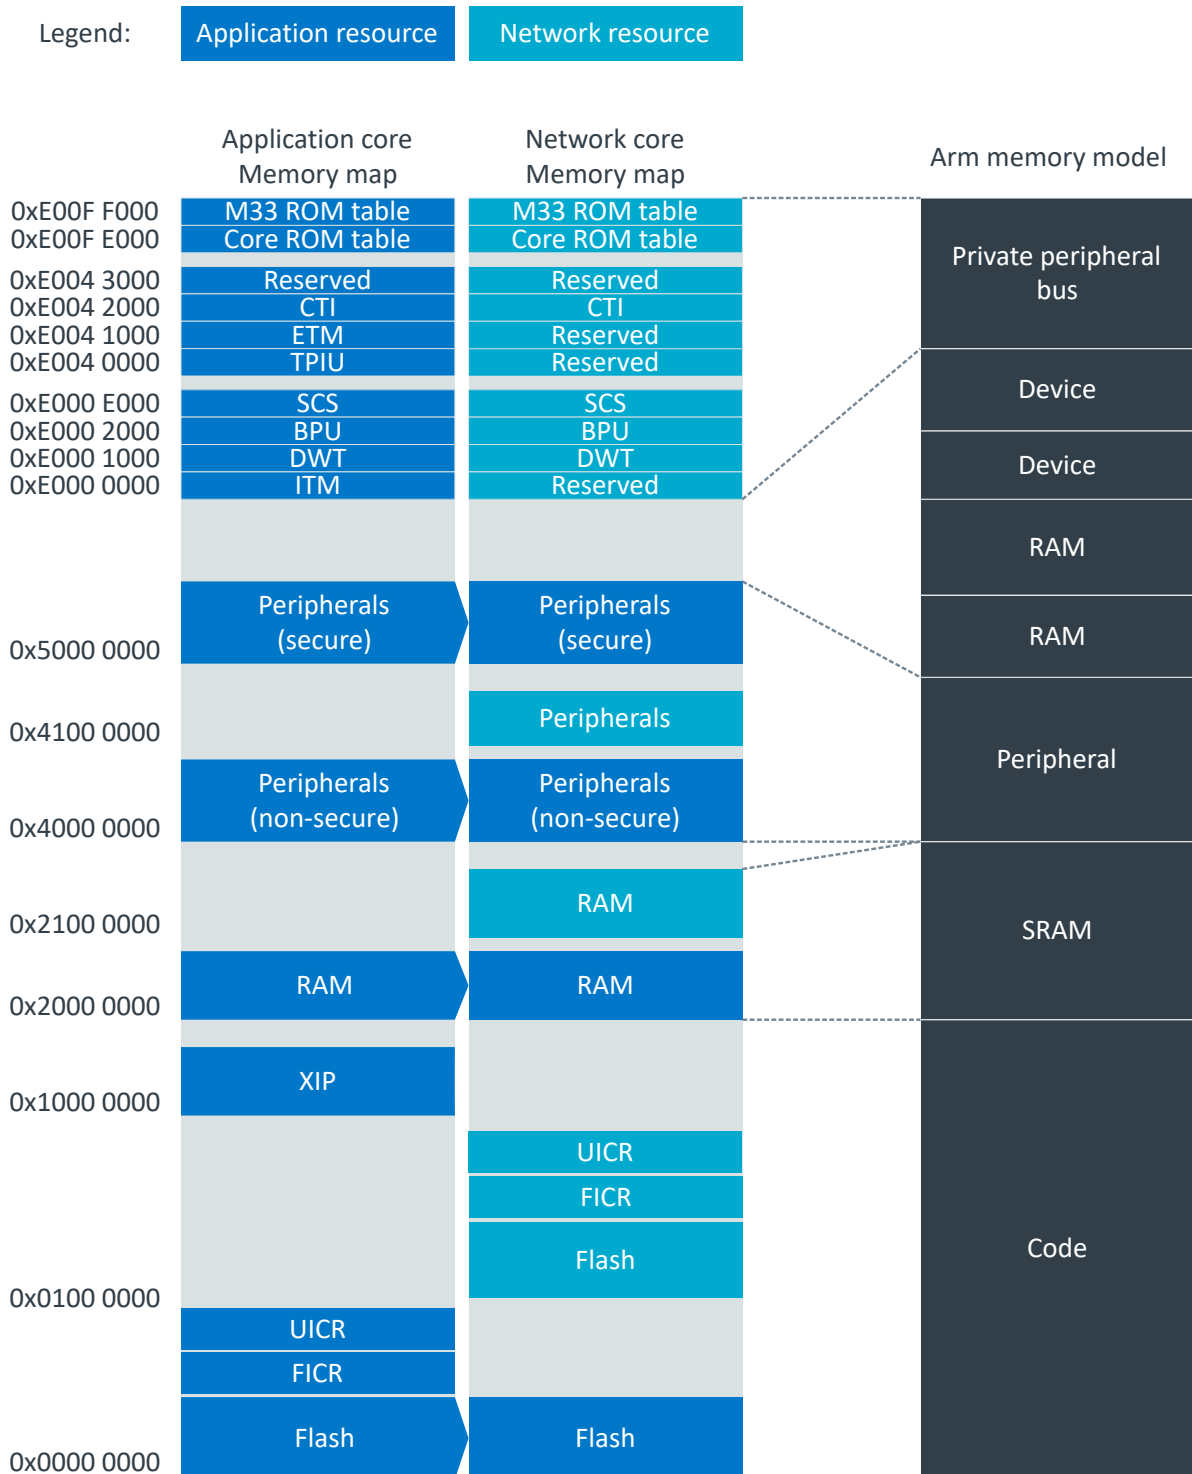 Legend:
Application resource
Network resource
Application core
Memory map
Network core
Memory map
Arm memory model
0xE00F F000
M33 ROM table
M33 ROM table
0xE00F E000
Core ROM table
Core ROM table
Private peripheral
bus
0xE004 3000
Reserved
Reserved
0xE004 2000
CTI
CTI
0xE004 1000
ETM
Reserved
0xE004 0000
TPIU
Reserved
Device
0xE000 E000
SCS
SCS
0xE000 2000
BPU
BPU
0xE000 1000
DWT
DWT
Device
0xE000 0000
ITM
Reserved
RAM
Peripherals
(secure)
Peripherals
(secure)
RAM
0x5000 0000
Peripherals
0x4100 0000
Peripheral
Peripherals
(non-secure)
Peripherals
(non-secure)
0x4000 0000
RAM
0x2100 0000
SRAM
RAM
RAM
0x2000 0000
XIP
0x1000 0000
UICR
FICR
Flash
Code
0x0100 0000
UICR
FICR
Flash
Flash
0x0000 0000